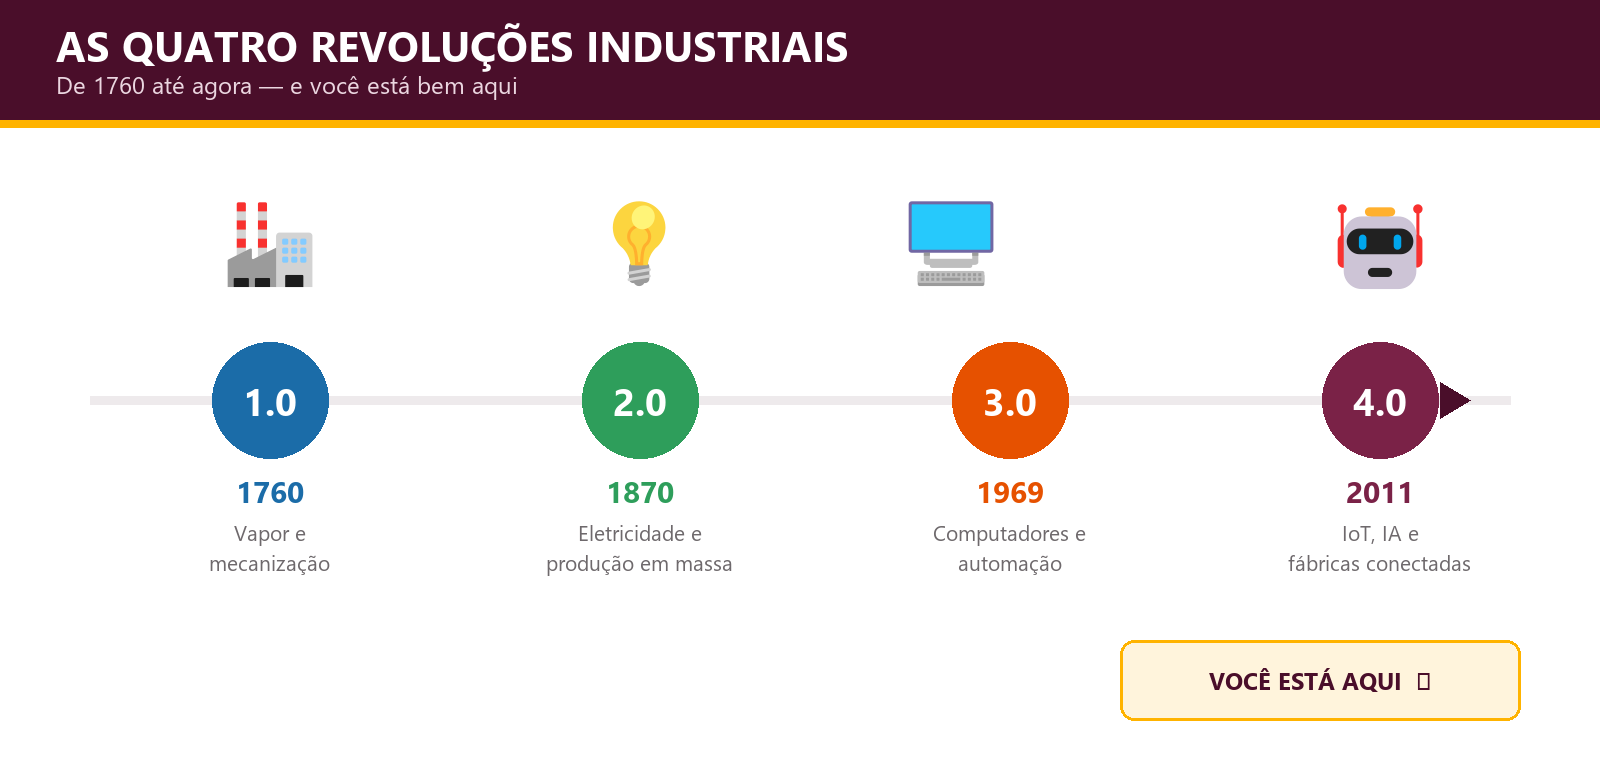 AS QUATRO REVOLUÇÕES INDUSTRIAIS
De 1760 até agora — e você está bem aqui
1.0
2.0
3.0
4.0
1760
1870
1969
2011
Vapor e
mecanização
Eletricidade e
produção em massa
Computadores e
automação
IoT, IA e
fábricas conectadas
VOCÊ ESTÁ AQUI